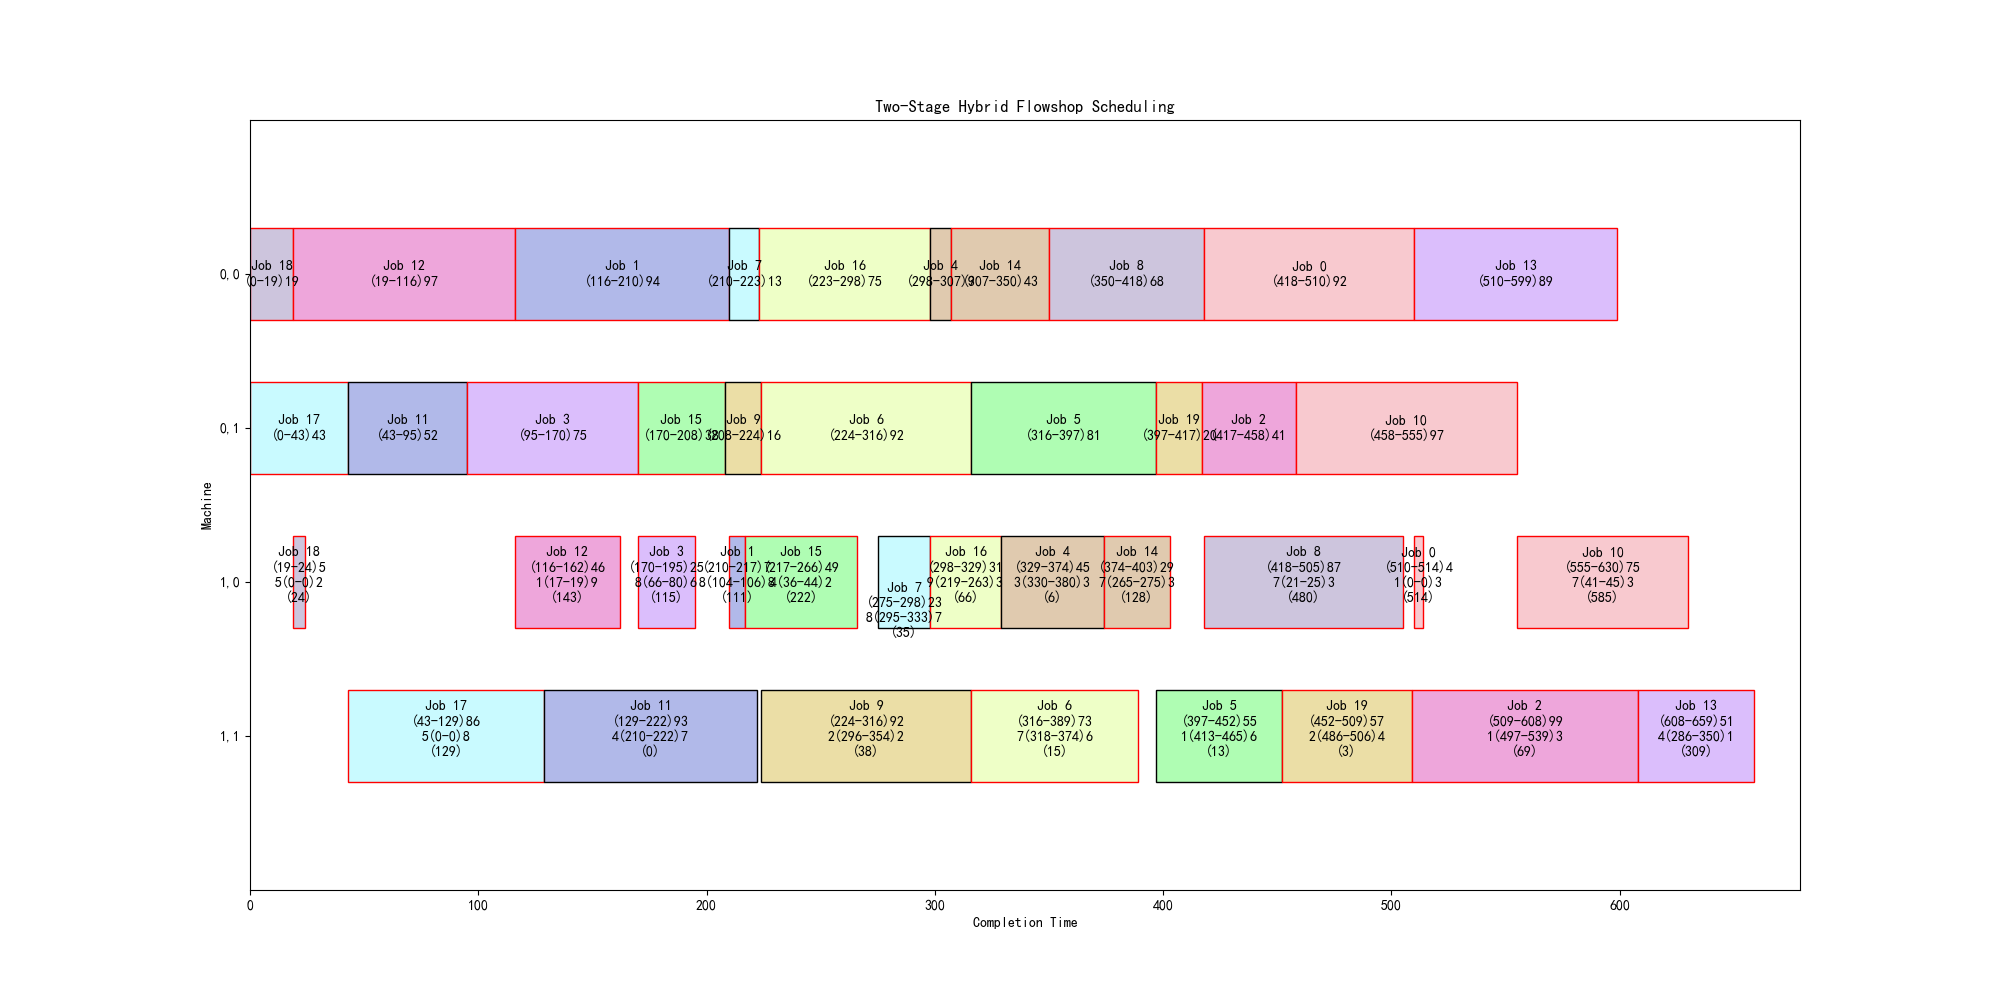 Two-Stage Hybrid Flowshop Scheduling
Machine
0,0
Job 18
(0-19)19
Job 12
(19-116)97
Job 1
(116-210)94
Job 7
(210-223)13
Job 16
(223-298)75
Job 4
(298-307)9
Job 14
(307-350)43
Job 8
(350-418)68
Job 0
(418-510)92
Job 13
(510-599)89
0,1
Job 17
(0-43)43
Job 11
(43-95)52
Job 3
(95-170)75
Job 15
(170-208)38
Job 9
(208-224)16
Job 6
(224-316)92
Job 5
(316-397)81
Job 19
(397-417)20
Job 2
(417-458)41
Job 10
(458-555)97
1,0
Job 18
(19-24)5
5(0-0)2
(24)
Job 12
(116-162)46
1(17-19)9
(143)
Job 3
(170-195)25
8(66-80)6
(115)
Job 1
(210-217)7
8(104-106)8
(111)
Job 15
(217-266)49
4(36-44)2
(222)
Job 7
(275-298)23
8(295-333)7
(35)
Job 16
(298-329)31
9(219-263)3
(66)
Job 4
(329-374)45
3(330-380)3
(6)
Job 14
(374-403)29
7(265-275)3
(128)
Job 8
(418-505)87
7(21-25)3
(480)
Job 0
(510-514)4
1(0-0)3
(514)
Job 10
(555-630)75
7(41-45)3
(585)
1,1
Job 17
(43-129)86
5(0-0)8
(129)
Job 11
(129-222)93
4(210-222)7
(0)
Job 9
(224-316)92
2(296-354)2
(38)
Job 6
(316-389)73
7(318-374)6
(15)
Job 5
(397-452)55
1(413-465)6
(13)
Job 19
(452-509)57
2(486-506)4
(3)
Job 2
(509-608)99
1(497-539)3
(69)
Job 13
(608-659)51
4(286-350)1
(309)
0
100
200
300
400
500
600
Completion Time